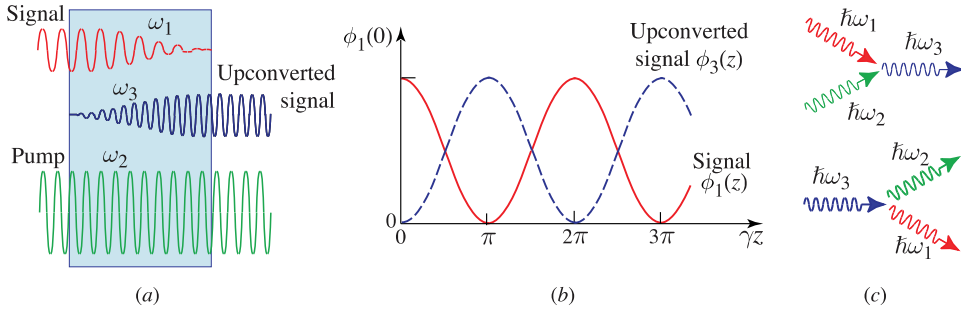 Signal
ω₁
ω₃
Upconverted
signal
Pump
ω₂
(a)
ϕ₁(0)
Upconverted
signal ϕ₃(z)
Signal
ϕ₁(z)
0
0
π
2π
3π
γz
(b)
ℏω₁
ℏω₃
ℏω₂
ℏω₃
ℏω₂
ℏω₁
(c)